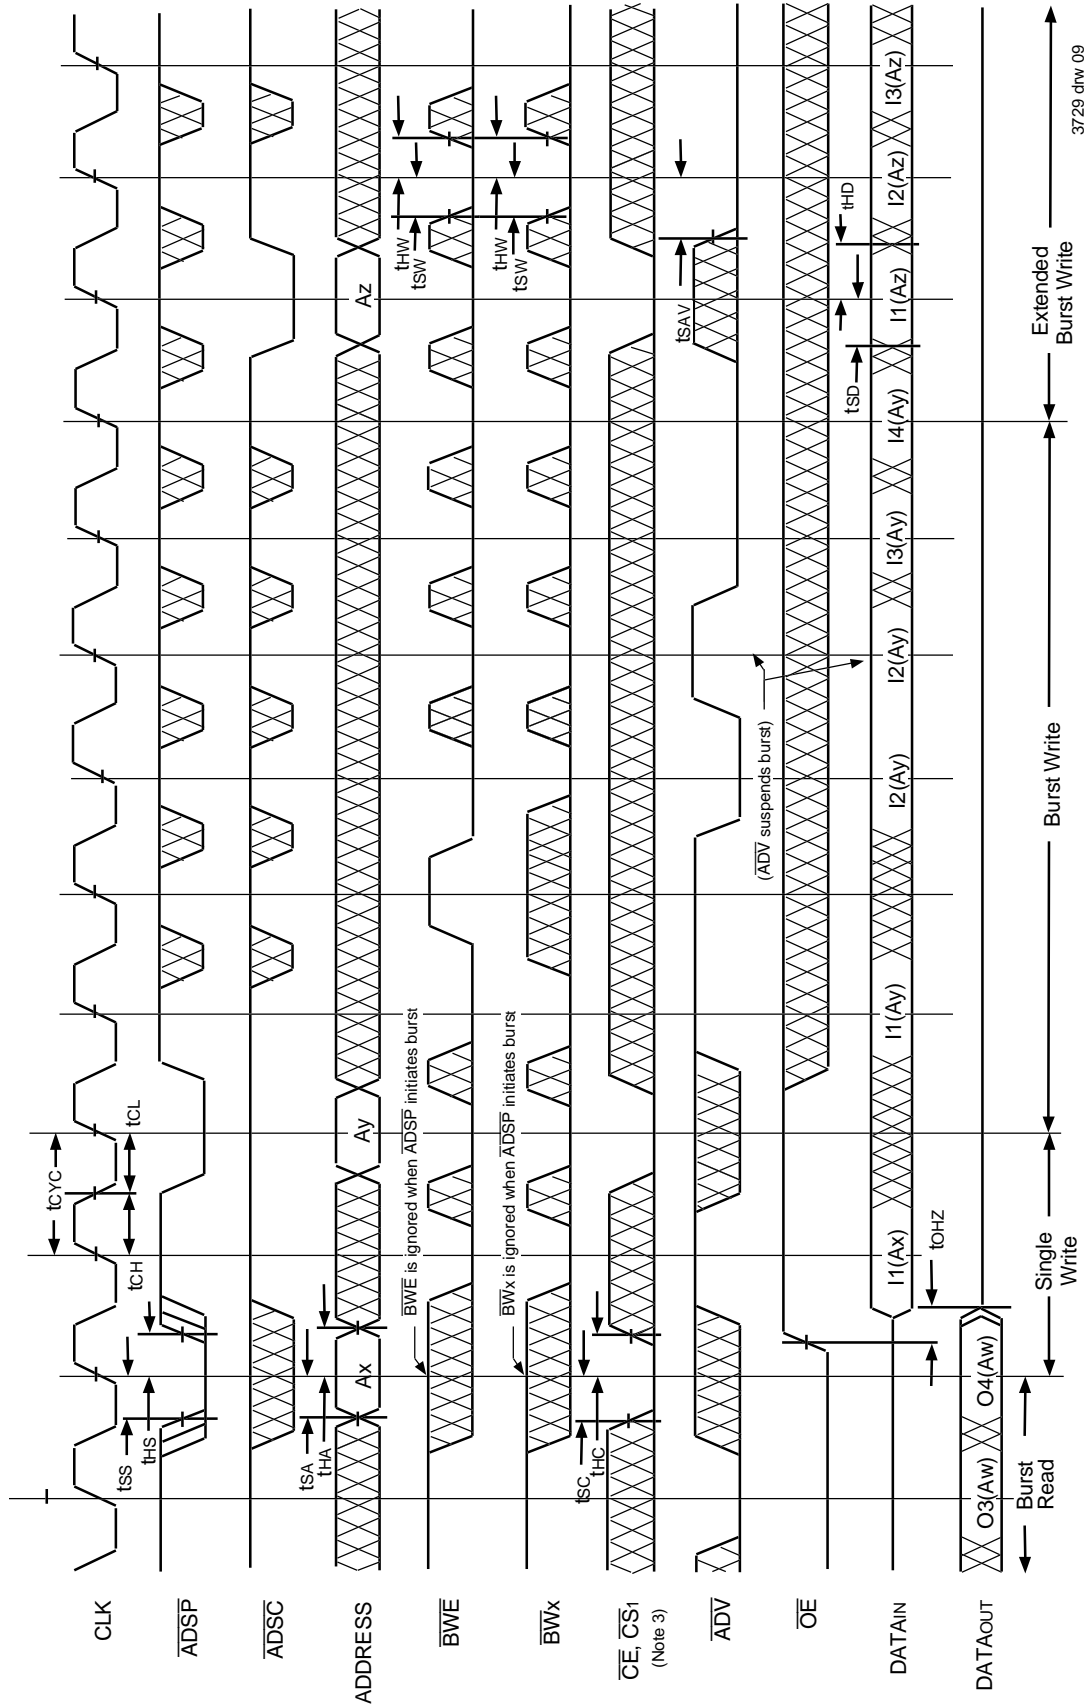 CLK
tCYC
tCH
tCL
ADSP
tSS
tHS
ADSC
ADDRESS
Ax
Ay
Az
tSA
tHA
BWE
BWE is ignored when ADSP initiates burst
tHW
tSW
BWx
BWx is ignored when ADSP initiates burst
tHW
tSW
CE, CS1
(Note 3)
tSC
tHC
ADV
tSAV
(ADV suspends burst)
OE
DATAIN
I1(Ax)
I1(Ay)
I2(Ay)
I2(Ay)
I3(Ay)
I4(Ay)
I1(Az)
I2(Az)
I3(Az)
tSD
tHD
tOHZ
DATAOUT
O3(Aw)
O4(Aw)
Burst
Read
Single
Write
Burst Write
Extended
Burst Write
3729 drw 09